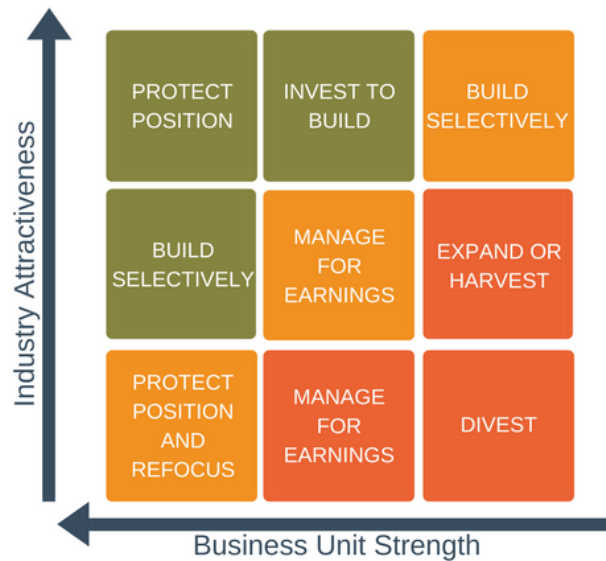 Industry Attractiveness
PROTECT
POSITION
INVEST TO
BUILD
BUILD
SELECTIVELY
BUILD
SELECTIVELY
MANAGE
FOR
EARNINGS
EXPAND OR
HARVEST
PROTECT
POSITION
AND
REFOCUS
MANAGE
FOR
EARNINGS
DIVEST
Business Unit Strength